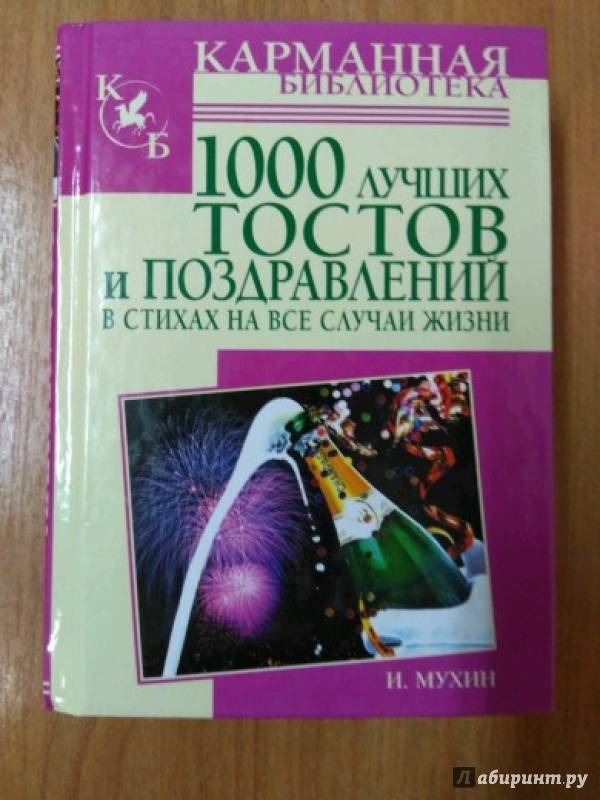 КАРМАННАЯ
БИБЛИОТЕКА
К
Б
1000 ЛУЧШИХ
ТОСТОВ
и ПОЗДРАВЛЕНИЙ
В СТИХАХ НА ВСЕ СЛУЧАИ ЖИЗНИ
И. МУХИН
Лабиринт.ру